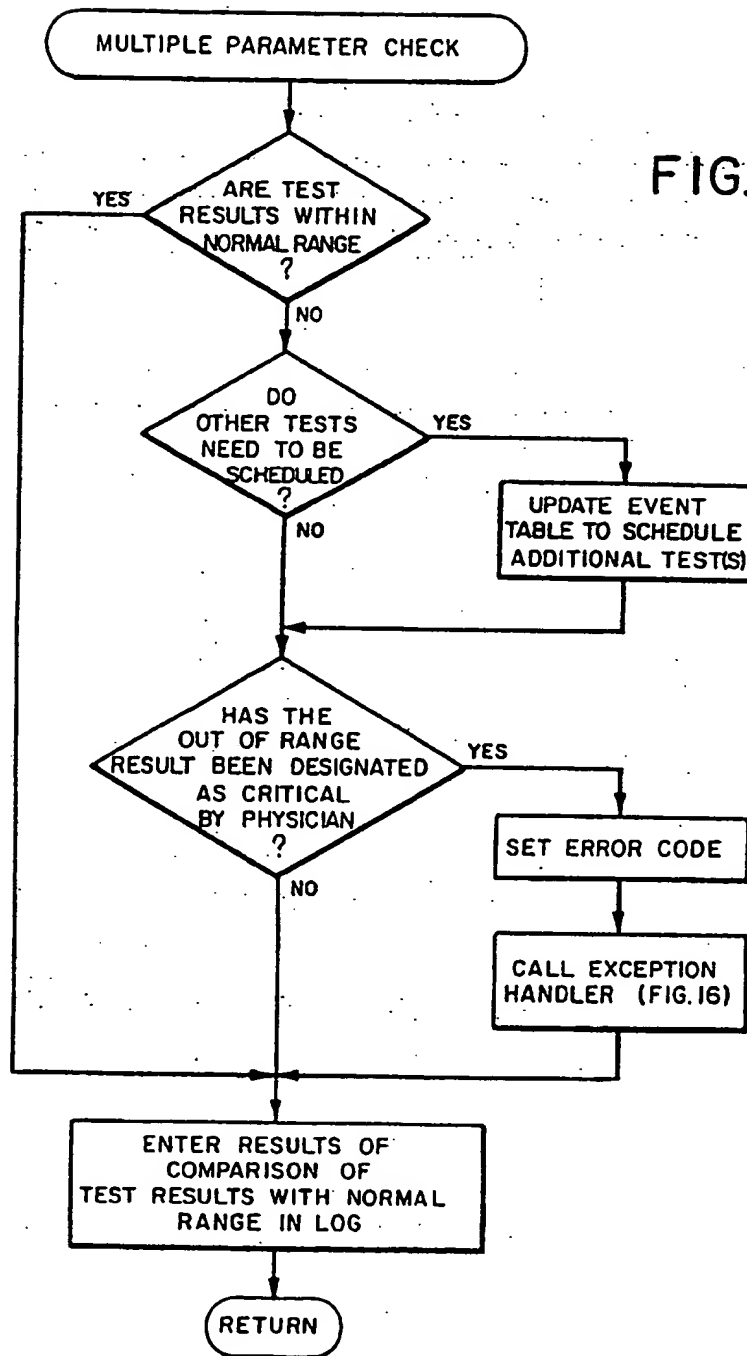 MULTIPLE PARAMETER CHECK
FIG.
YES
ARE TEST
RESULTS WITHIN
NORMAL RANGE
?
NO
DO
OTHER TESTS
NEED TO BE
SCHEDULED
?
YES
UPDATE EVENT
TABLE TO SCHEDULE
ADDITIONAL TEST(S)
NO
HAS THE
OUT OF RANGE
RESULT BEEN DESIGNATED
AS CRITICAL
BY PHYSICIAN
?
YES
SET ERROR CODE
NO
CALL EXCEPTION
HANDLER (FIG.16)
ENTER RESULTS OF
COMPARISON OF
TEST RESULTS WITH NORMAL
RANGE IN LOG
RETURN